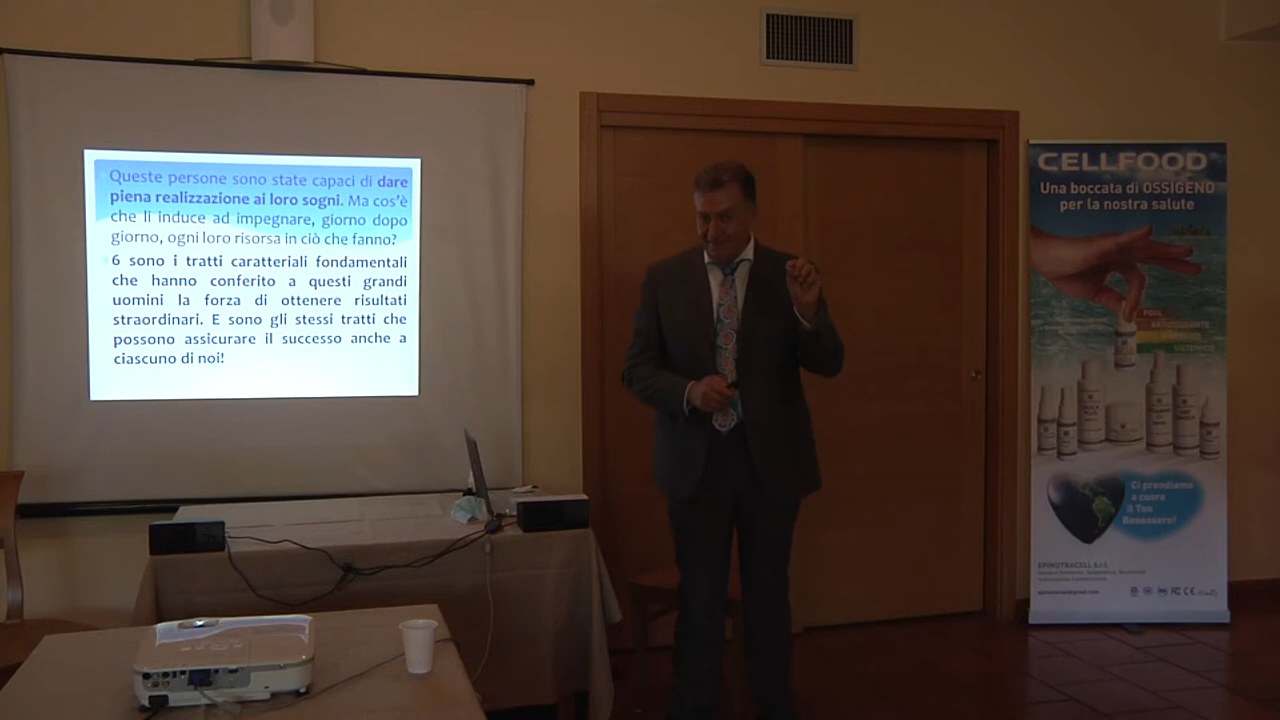 Queste persone sono state capaci di dare
piena realizzazione ai loro sogni. Ma cos'è
che li induce ad impegnare, giorno dopo
giorno, ogni loro risorsa in ciò che fanno?
6 sono i tratti caratteriali fondamentali
che hanno conferito a questi grandi
uomini la forza di ottenere risultati
straordinari. E sono gli stessi tratti che
possono assicurare il successo anche a
ciascuno di noi!
CELLFOOD
Una boccata di OSSIGENO
per la nostra salute
Ci prendiamo
a cuore
il Tuo
Benessere!
EPINUTRACELL S.r.l.